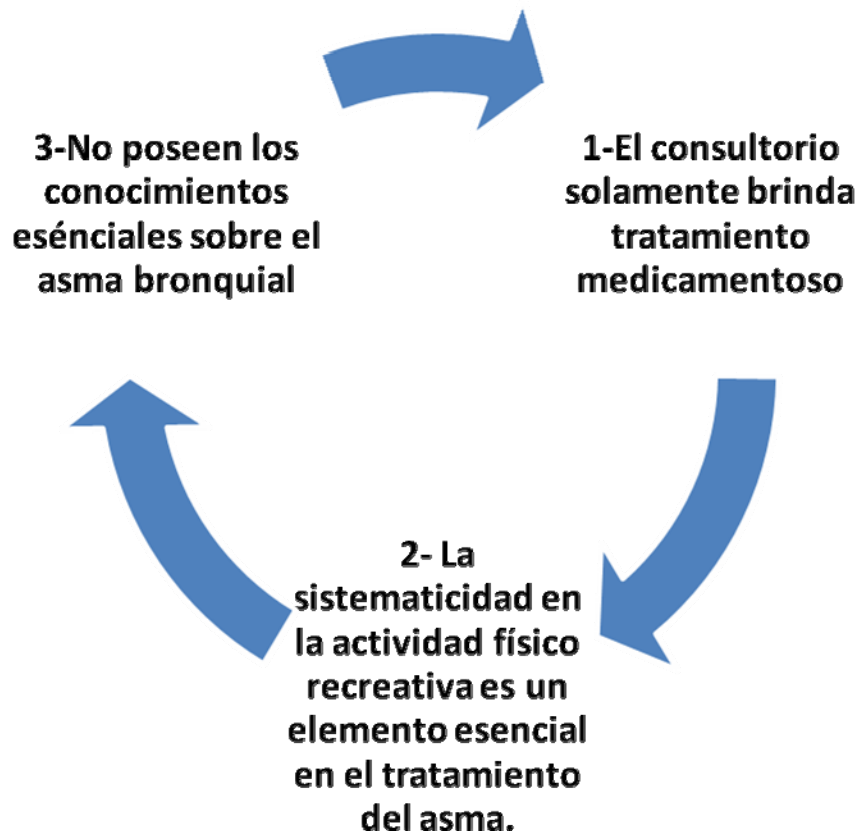 3-No poseen los
conocimientos
esénciales sobre el
asma bronquial
1-El consultorio
solamente brinda
tratamiento
medicamentoso
2- La
sistematicidad en
la actividad físico
recreativa es un
elemento esencial
en el tratamiento
del asma.